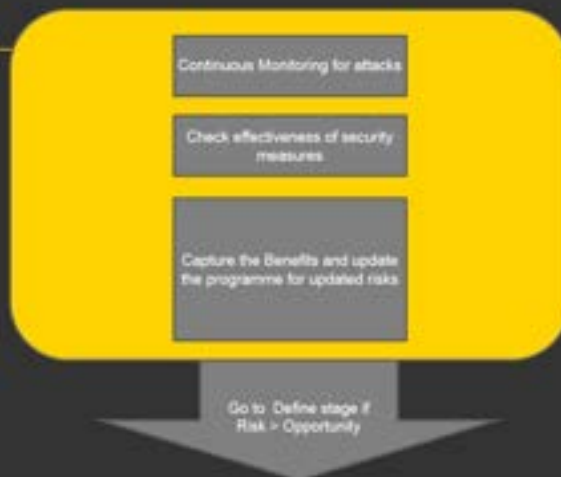 Continuous Monitoring for attacks
Check effectiveness of security
measures
Capture the Benefits and update
the programme for updated risks
Go to Define stage if
Risk > Opportunity